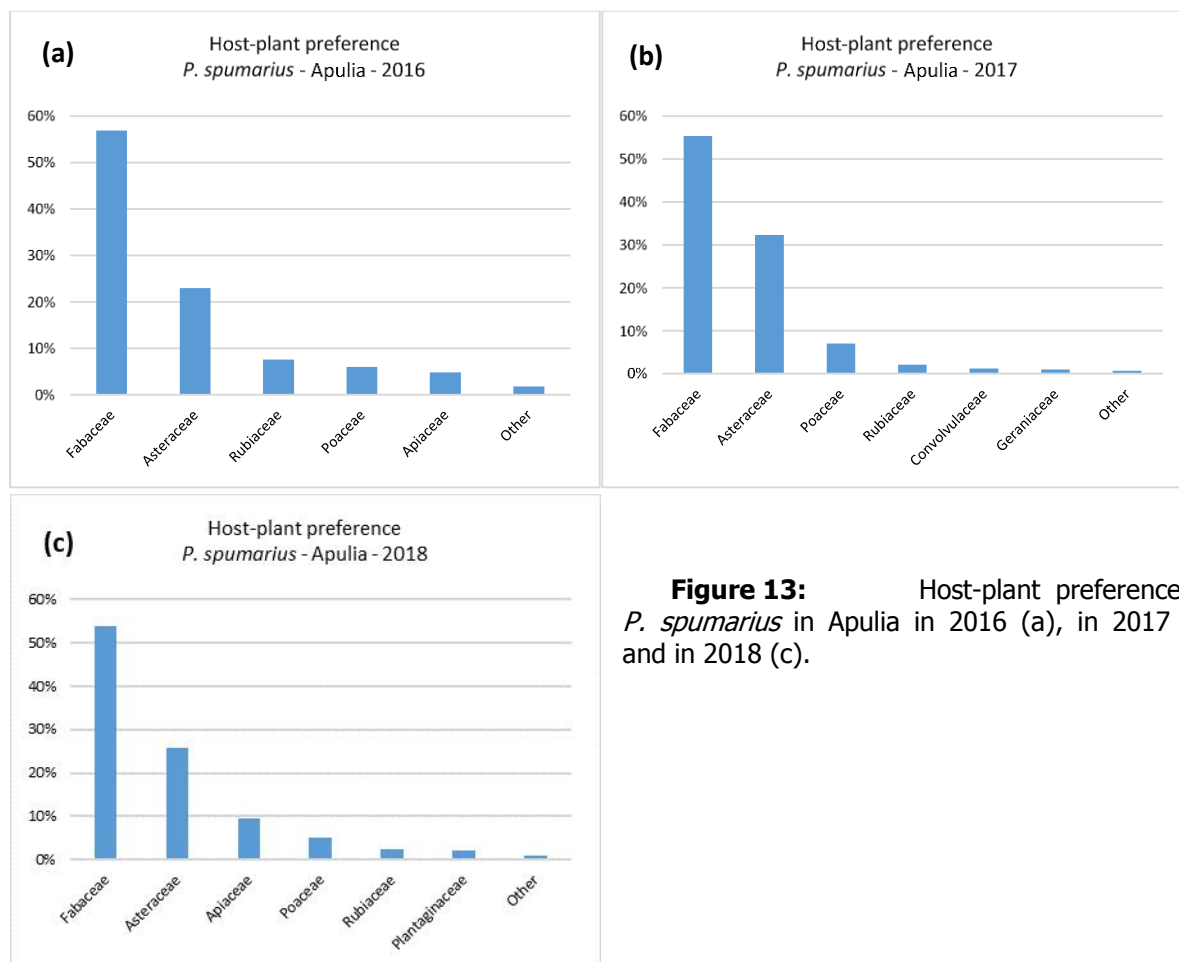 (a)
Host-plant preference
P. spumarius - Apulia - 2016
60%
50%
40%
30%
20%
10%
0%
Fabaceae
Asteraceae
Rubiaceae
Poaceae
Apiaceae
Other
(b)
Host-plant preference
P. spumarius - Apulia - 2017
60%
50%
40%
30%
20%
10%
0%
Fabaceae
Asteraceae
Poaceae
Rubiaceae
Convolvulaceae
Geraniaceae
Other
(c)
Host-plant preference
P. spumarius - Apulia - 2018
60%
50%
40%
30%
20%
10%
0%
Fabaceae
Asteraceae
Apiaceae
Poaceae
Rubiaceae
Plantaginaceae
Other
Figure 13: Host-plant preference
P. spumarius in Apulia in 2016 (a), in 2017
and in 2018 (c).